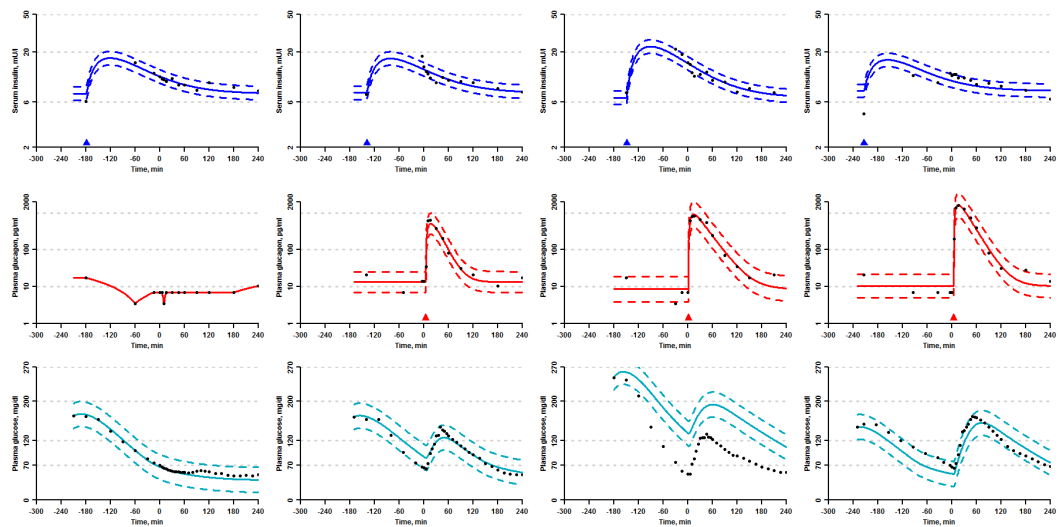 Serum insulin, mU/l
50
20
6
2
-300 -240 -180 -120 -60 0 60 120 180 240
Time, min
Serum insulin, mU/l
50
20
6
2
-300 -240 -180 -120 -60 0 60 120 180 240
Time, min
Serum insulin, mU/l
50
20
6
2
-300 -240 -180 -120 -60 0 60 120 180 240
Time, min
Serum insulin, mU/l
50
20
6
2
-300 -240 -180 -120 -60 0 60 120 180 240
Time, min
Plasma glucagon, pg/ml
2000
100
10
1
-300 -240 -180 -120 -60 0 60 120 180 240
Time, min
Plasma glucagon, pg/ml
2000
100
10
1
-300 -240 -180 -120 -60 0 60 120 180 240
Time, min
Plasma glucagon, pg/ml
2000
100
10
1
-300 -240 -180 -120 -60 0 60 120 180 240
Time, min
Plasma glucagon, pg/ml
2000
100
10
1
-300 -240 -180 -120 -60 0 60 120 180 240
Time, min
Plasma glucose, mg/dl
270
200
120
70
0
-300 -240 -180 -120 -60 0 60 120 180 240
Time, min
Plasma glucose, mg/dl
270
200
120
70
0
-300 -240 -180 -120 -60 0 60 120 180 240
Time, min
Plasma glucose, mg/dl
270
200
120
70
0
-300 -240 -180 -120 -60 0 60 120 180 240
Time, min
Plasma glucose, mg/dl
270
200
120
70
0
-300 -240 -180 -120 -60 0 60 120 180 240
Time, min